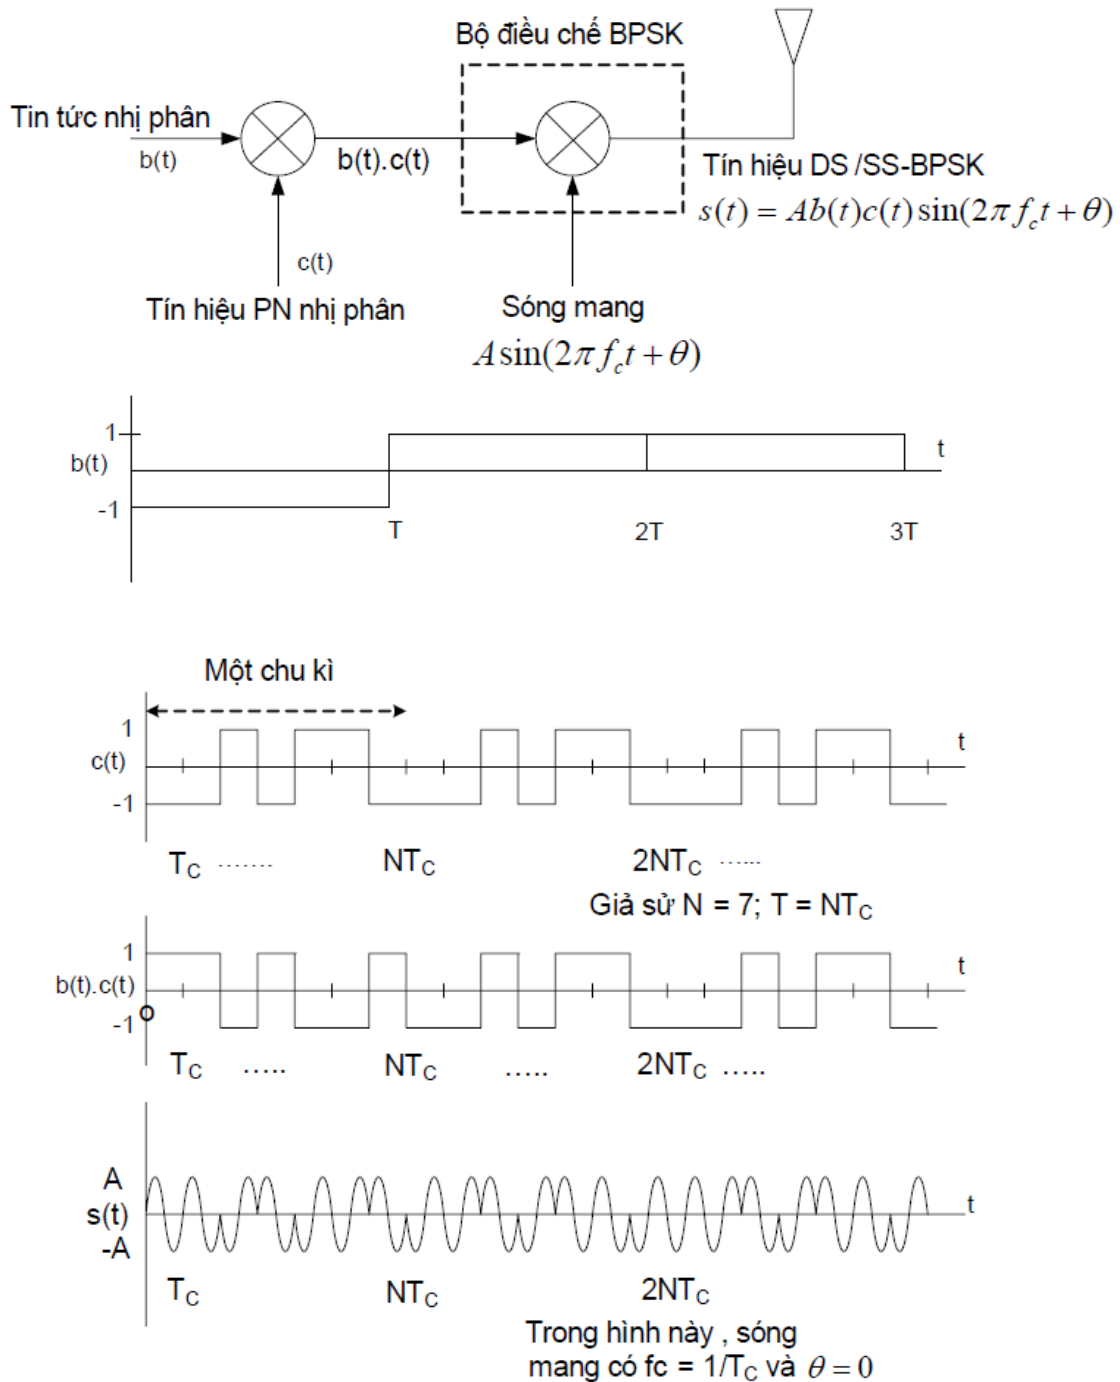 Bộ điều chế BPSK
Tin tức nhị phân
b(t)
b(t).c(t)
Tín hiệu DS /SS-BPSK
s(t) = Ab(t)c(t) sin(2πf_c t + θ)
c(t)
Tín hiệu PN nhị phân
Sóng mang
A sin(2πf_c t + θ)
1
b(t)
-1
t
T
2T
3T
Một chu kì
1
c(t)
-1
t
T_C .......
NT_C
2NT_C ......
Giả sử N = 7; T = NT_C
1
b(t).c(t)
O
-1
t
T_C .....
NT_C
.....
2NT_C .....
A
s(t)
-A
t
T_C
NT_C
2NT_C
Trong hình này , sóng
mang có fc = 1/T_C và θ = 0